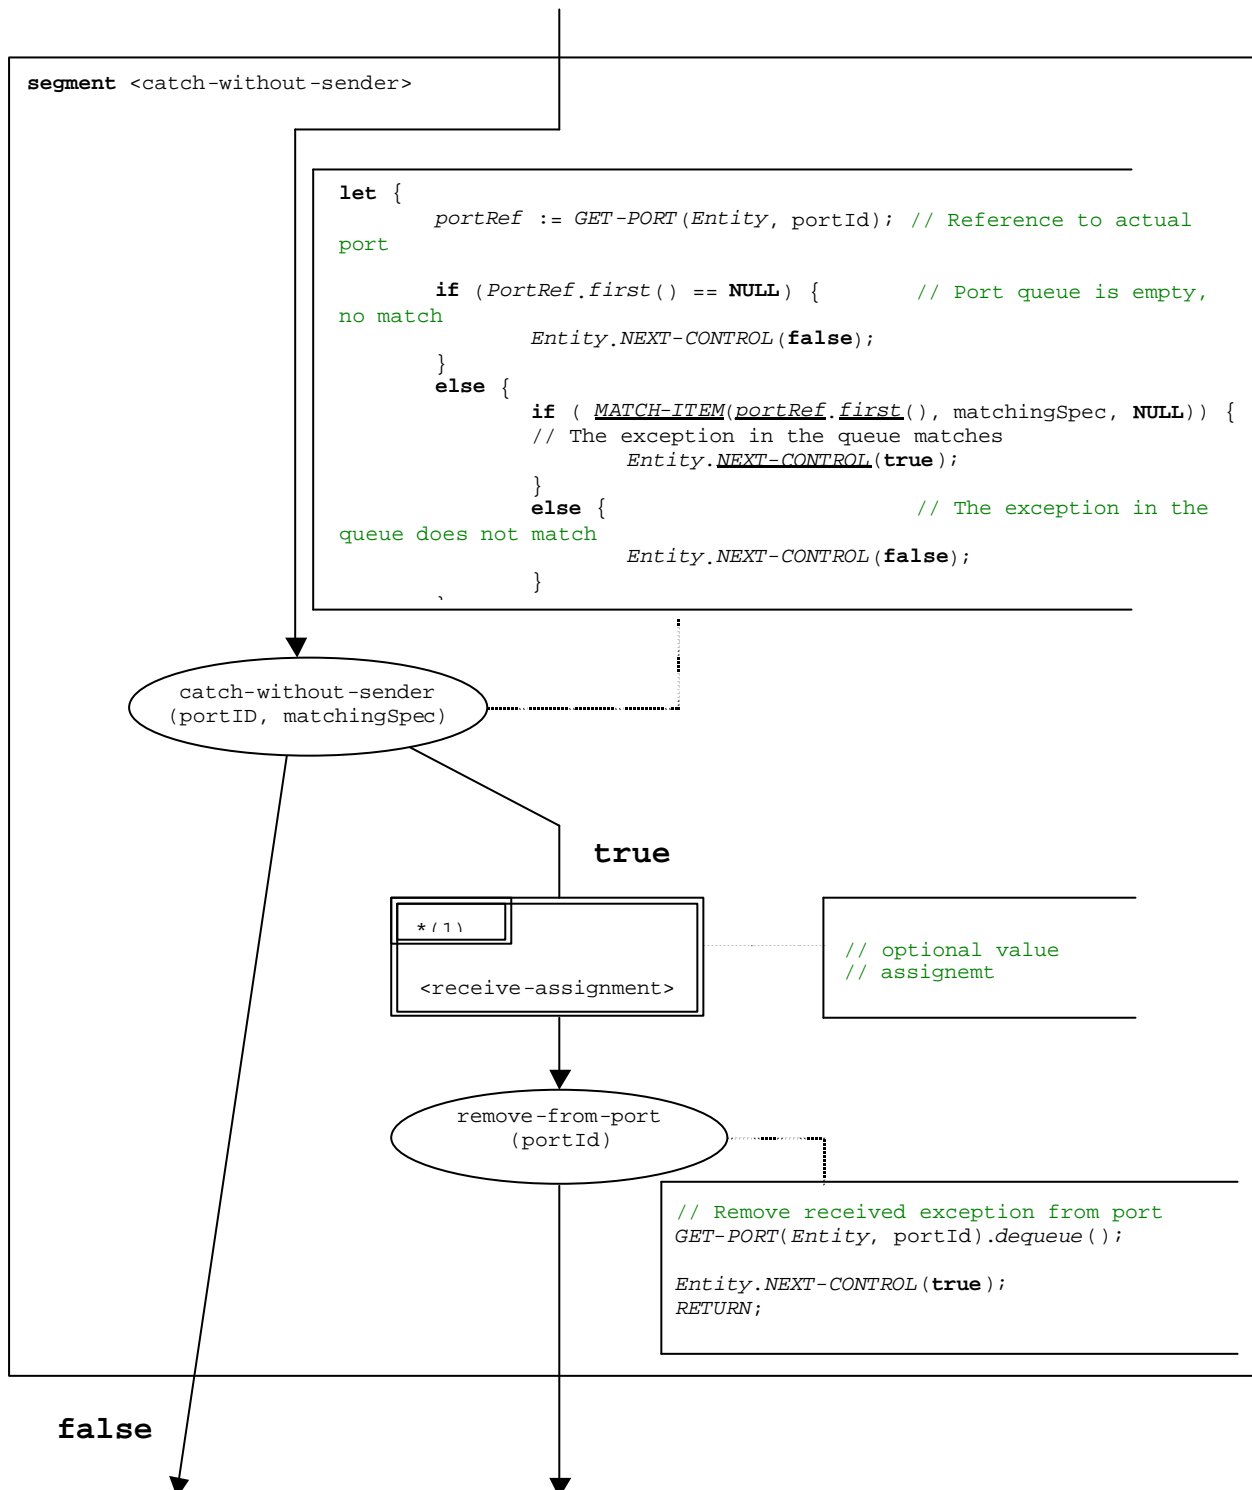 segment <catch-without-sender>
let {
portRef := GET-PORT(Entity, portId); // Reference to actual
port
if (PortRef.first() == NULL) { // Port queue is empty,
no match
Entity.NEXT-CONTROL(false);
}
else {
if ( MATCH-ITEM(portRef.first(), matchingSpec, NULL)) {
// The exception in the queue matches
Entity.NEXT-CONTROL(true);
}
else { // The exception in the
queue does not match
Entity.NEXT-CONTROL(false);
}
catch-without-sender
(portID, matchingSpec)
true
*(1)
<receive-assignment>
// optional value
// assignemt
remove-from-port
(portId)
// Remove received exception from port
GET-PORT(Entity, portId).dequeue();
Entity.NEXT-CONTROL(true);
RETURN;
false